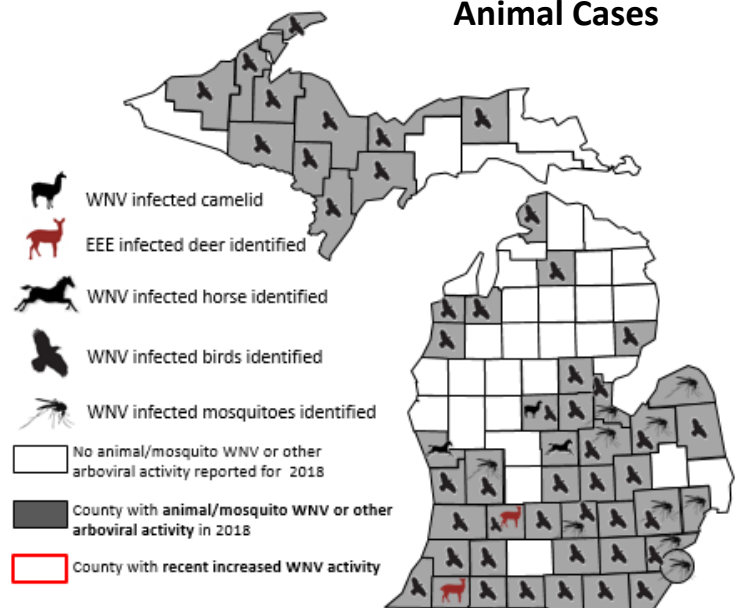 Animal Cases
WNV infected camelid
EEE infected deer identified
WNV infected horse identified
WNV infected birds identified
WNV infected mosquitoes identified
No animal/mosquito WNV or other
arboviral activity reported for 2018
County with animal/mosquito WNV or other
arboviral activity in 2018
County with recent increased WNV activity